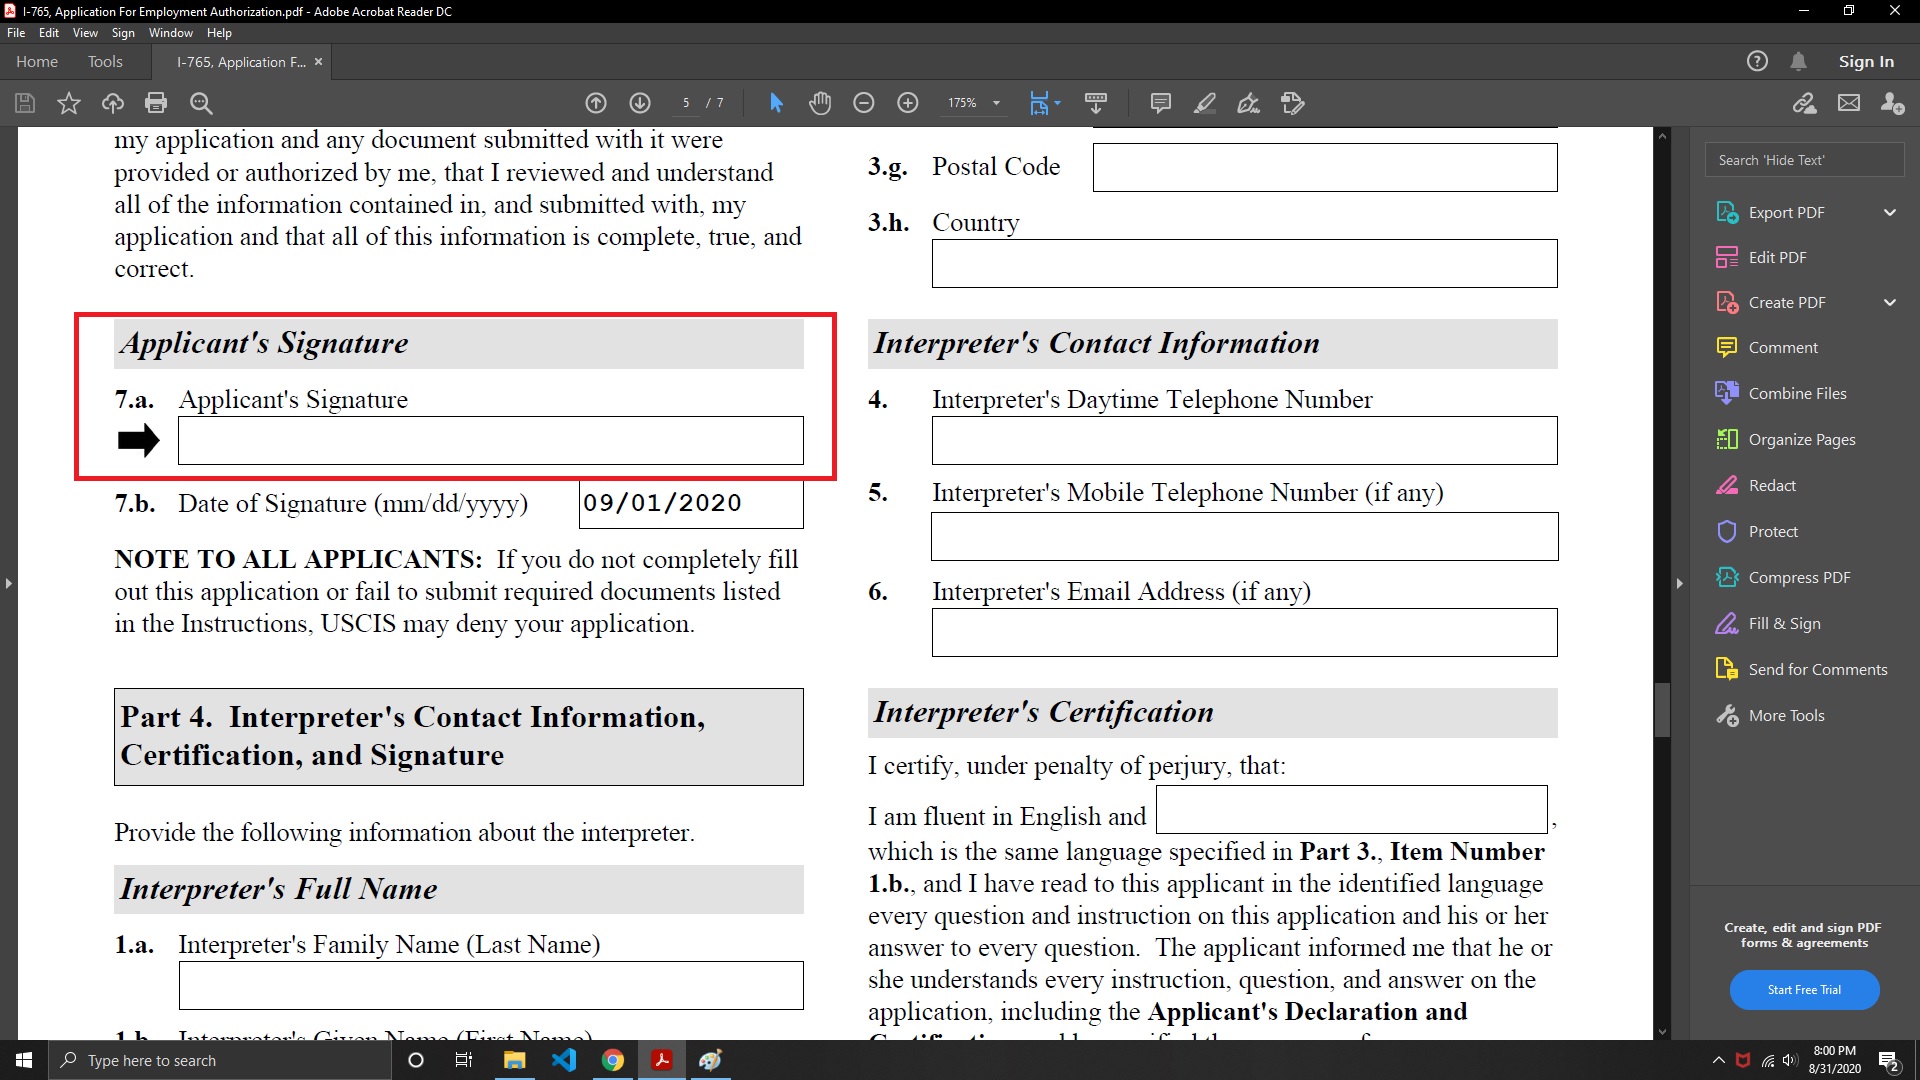 I-765, Application For Employment Authorization.pdf - Adobe Acrobat Reader DC
File Edit View Sign Window Help
Home Tools I-765, Application F... × Sign In
5 / 7 175%
my application and any document submitted with it were
provided or authorized by me, that I reviewed and understand
all of the information contained in, and submitted with, my
application and that all of this information is complete, true, and
correct.
Applicant's Signature
7.a. Applicant's Signature
7.b. Date of Signature (mm/dd/yyyy) 09/01/2020
NOTE TO ALL APPLICANTS: If you do not completely fill
out this application or fail to submit required documents listed
in the Instructions, USCIS may deny your application.
Part 4. Interpreter's Contact Information,
Certification, and Signature
Provide the following information about the interpreter.
Interpreter's Full Name
1.a. Interpreter's Family Name (Last Name)
1.b. Interpreter's Given Name (First Name)
3.g. Postal Code
3.h. Country
Interpreter's Contact Information
4. Interpreter's Daytime Telephone Number
5. Interpreter's Mobile Telephone Number (if any)
6. Interpreter's Email Address (if any)
Interpreter's Certification
I certify, under penalty of perjury, that:
I am fluent in English and ,
which is the same language specified in Part 3., Item Number
1.b., and I have read to this applicant in the identified language
every question and instruction on this application and his or her
answer to every question. The applicant informed me that he or
she understands every instruction, question, and answer on the
application, including the Applicant's Declaration and
Search 'Hide Text'
Export PDF
Edit PDF
Create PDF
Comment
Combine Files
Organize Pages
Redact
Protect
Compress PDF
Fill & Sign
Send for Comments
More Tools
Create, edit and sign PDF
forms & agreements
Start Free Trial
Type here to search
8:00 PM
8/31/2020
2